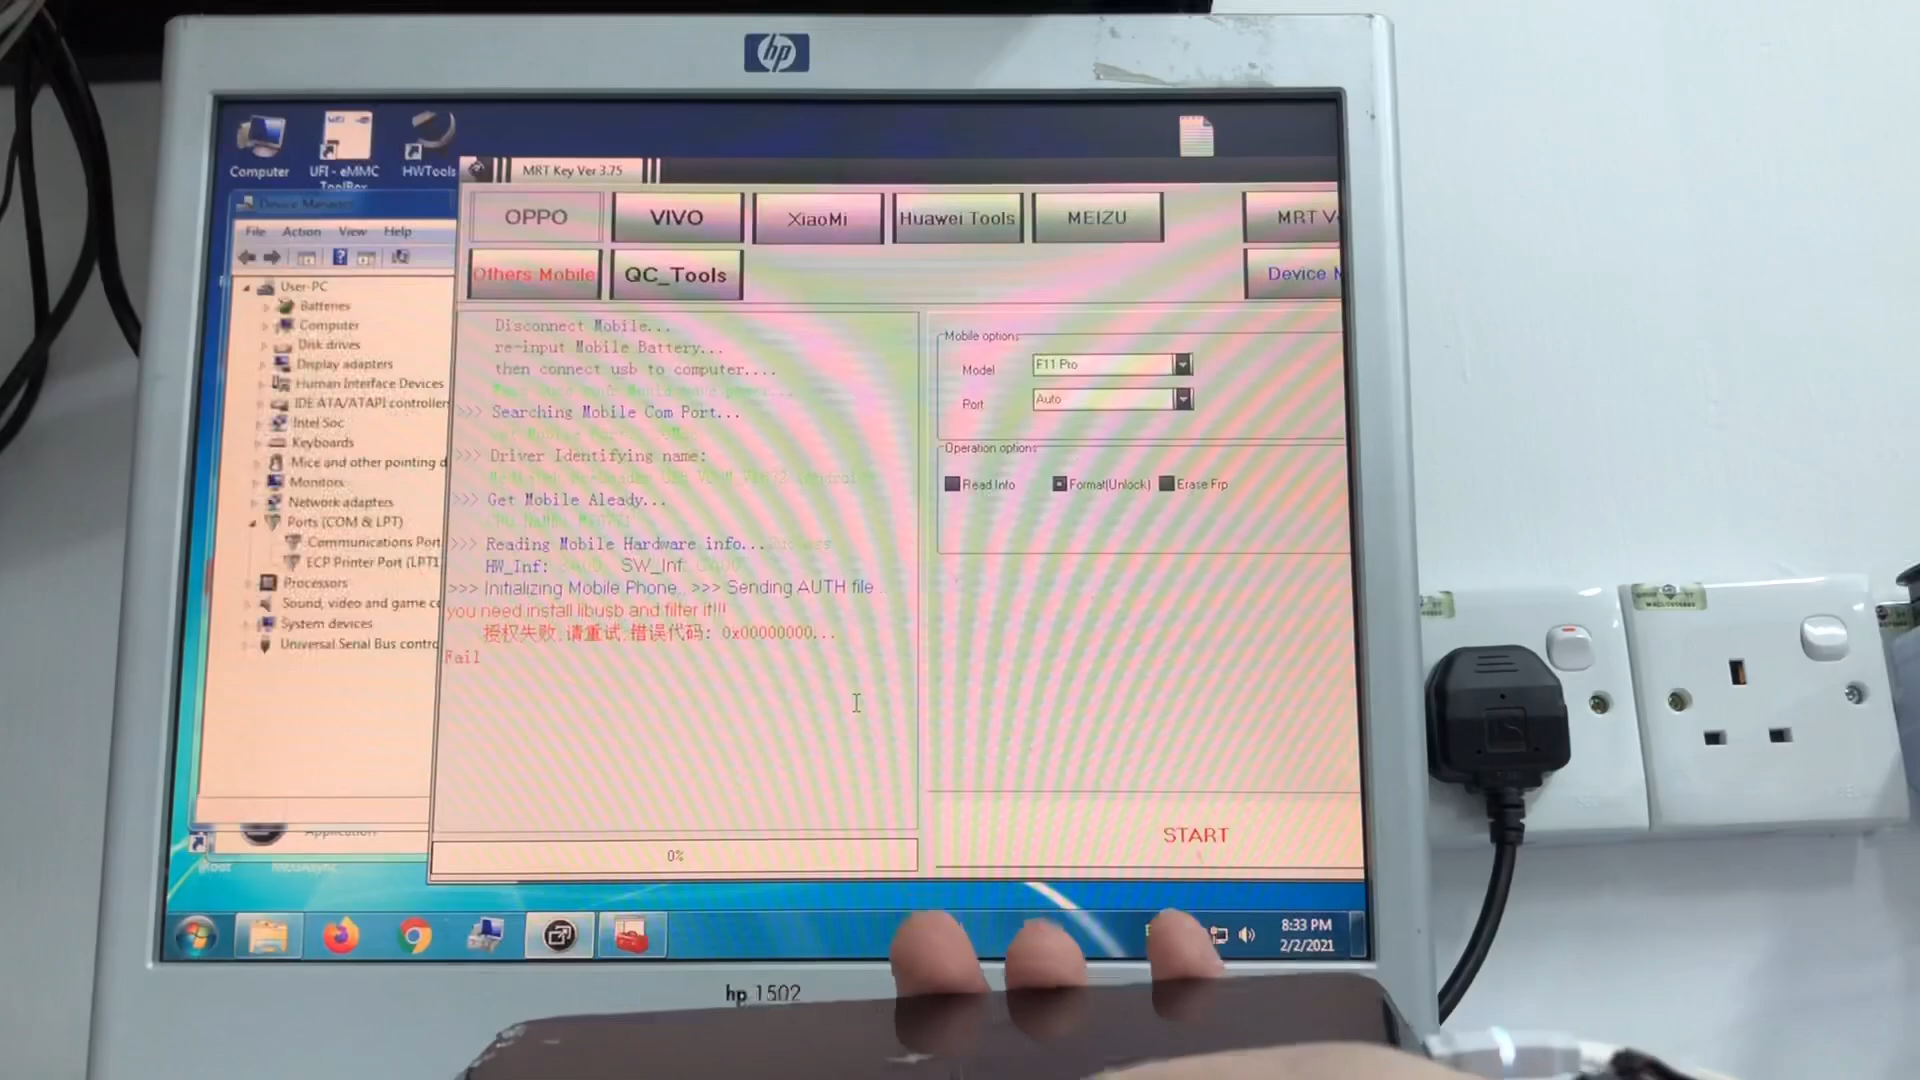 hp
Computer
UFI - eMMC
ToolBox
HWTools
MRT Key Ver 3.75
Device Manager
File Action View Help
OPPO
VIVO
XiaoMi
Huawei Tools
MEIZU
MRT
Others Mobile
QC_Tools
Device
User-PC
Batteries
Computer
Disk drives
Display adapters
Human Interface Devices
IDE ATA/ATAPI controller
Intel Soc
Keyboards
Mice and other pointing d
Monitors
Network adapters
Ports (COM & LPT)
Communications Port
ECP Printer Port (LPT1
Processors
Sound, video and game co
System devices
Universal Serial Bus contro
Disconnect Mobile...
re-input Mobile Battery...
then connect usb to computer....
>>> Searching Mobile Com Port...
>>> Driver Identifying name:
>>> Get Mobile Aleady...
>>> Reading Mobile Hardware info...
HW_Inf: SW_Inf:
>>> Initializing Mobile Phone.. >>> Sending AUTH file ..
you need install libusb and filter it!!!
授权失败,请重试,错误代码: 0x00000000...
Fail
0%
Mobile options
Model F11 Pro
Port Auto
Operation options
Read Info Format(Unlock) Erase Frp
START
8:33 PM
2/2/2021
hp 1502